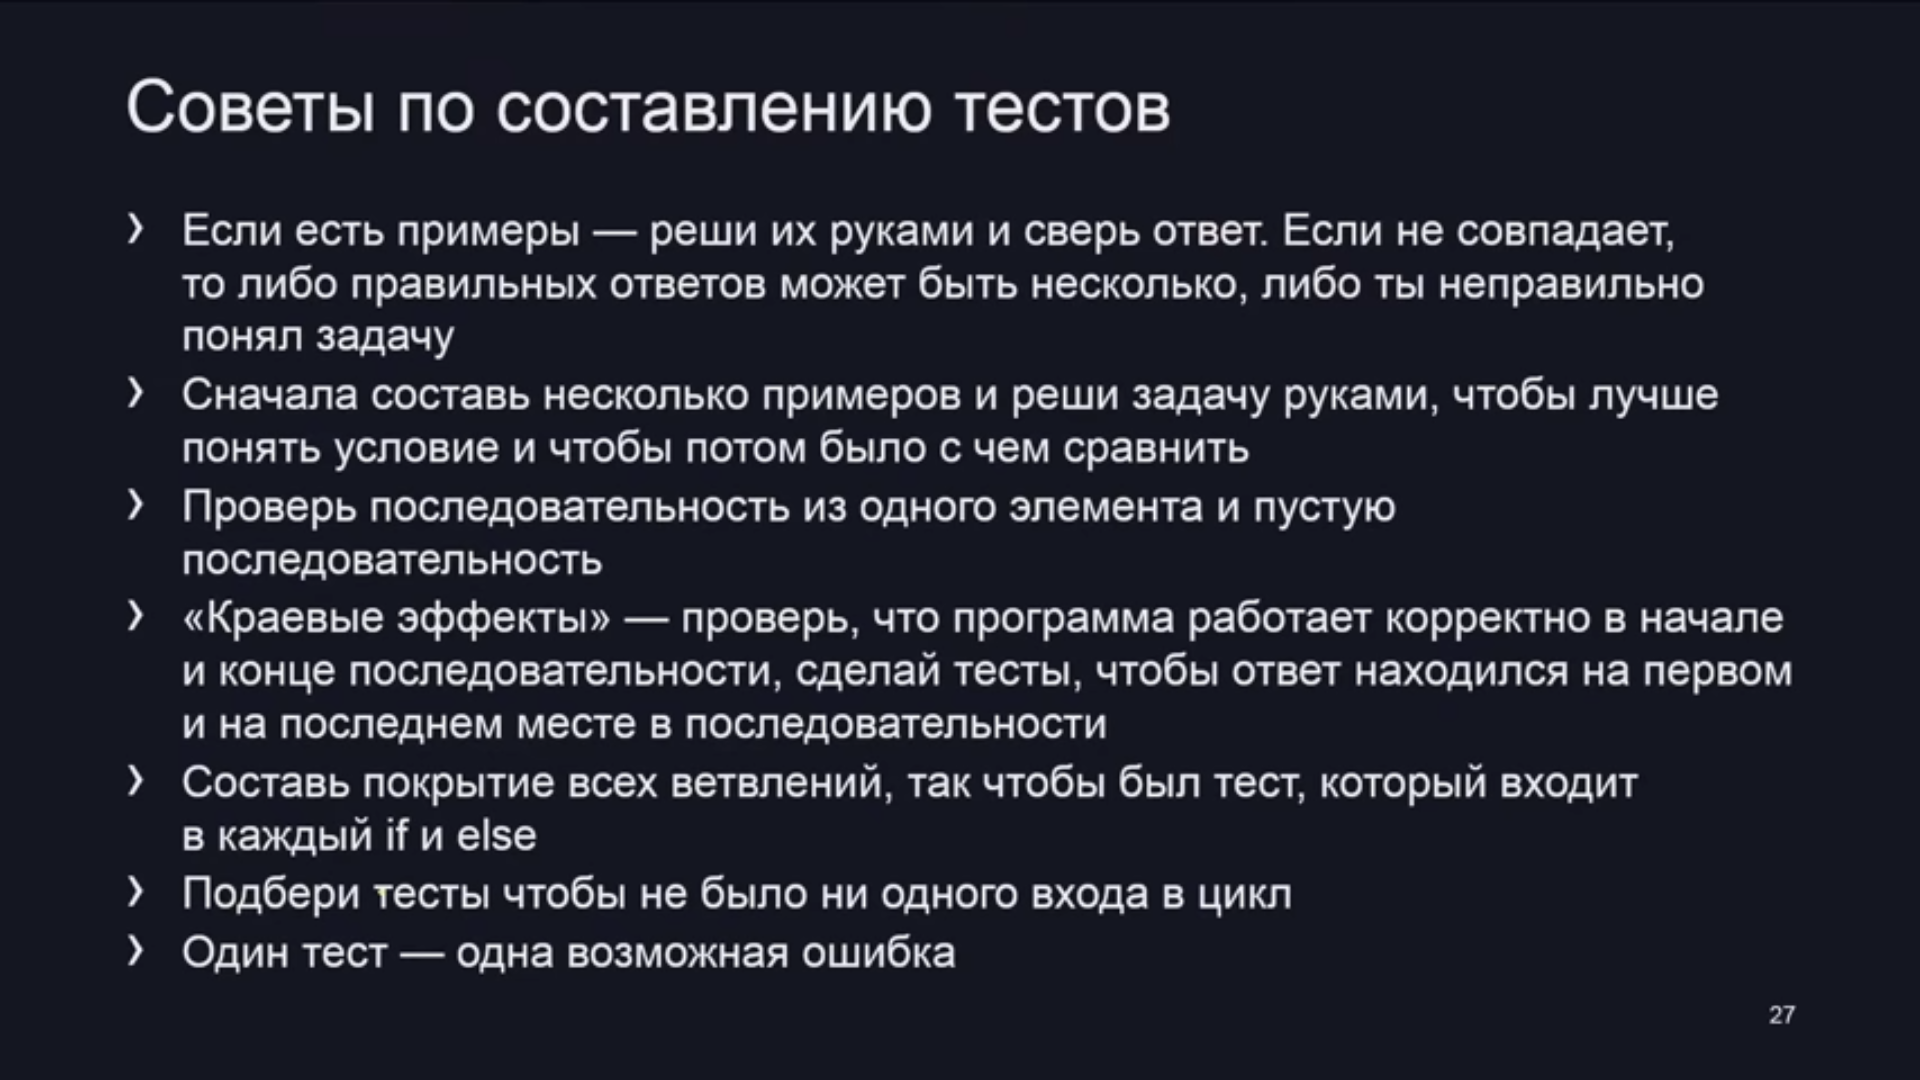 Советы по составлению тестов
› Если есть примеры — реши их руками и сверь ответ. Если не совпадает,
то либо правильных ответов может быть несколько, либо ты неправильно
понял задачу
› Сначала составь несколько примеров и реши задачу руками, чтобы лучше
понять условие и чтобы потом было с чем сравнить
› Проверь последовательность из одного элемента и пустую
последовательность
› «Краевые эффекты» — проверь, что программа работает корректно в начале
и конце последовательности, сделай тесты, чтобы ответ находился на первом
и на последнем месте в последовательности
› Составь покрытие всех ветвлений, так чтобы был тест, который входит
в каждый if и else
› Подбери тесты чтобы не было ни одного входа в цикл
› Один тест — одна возможная ошибка
27